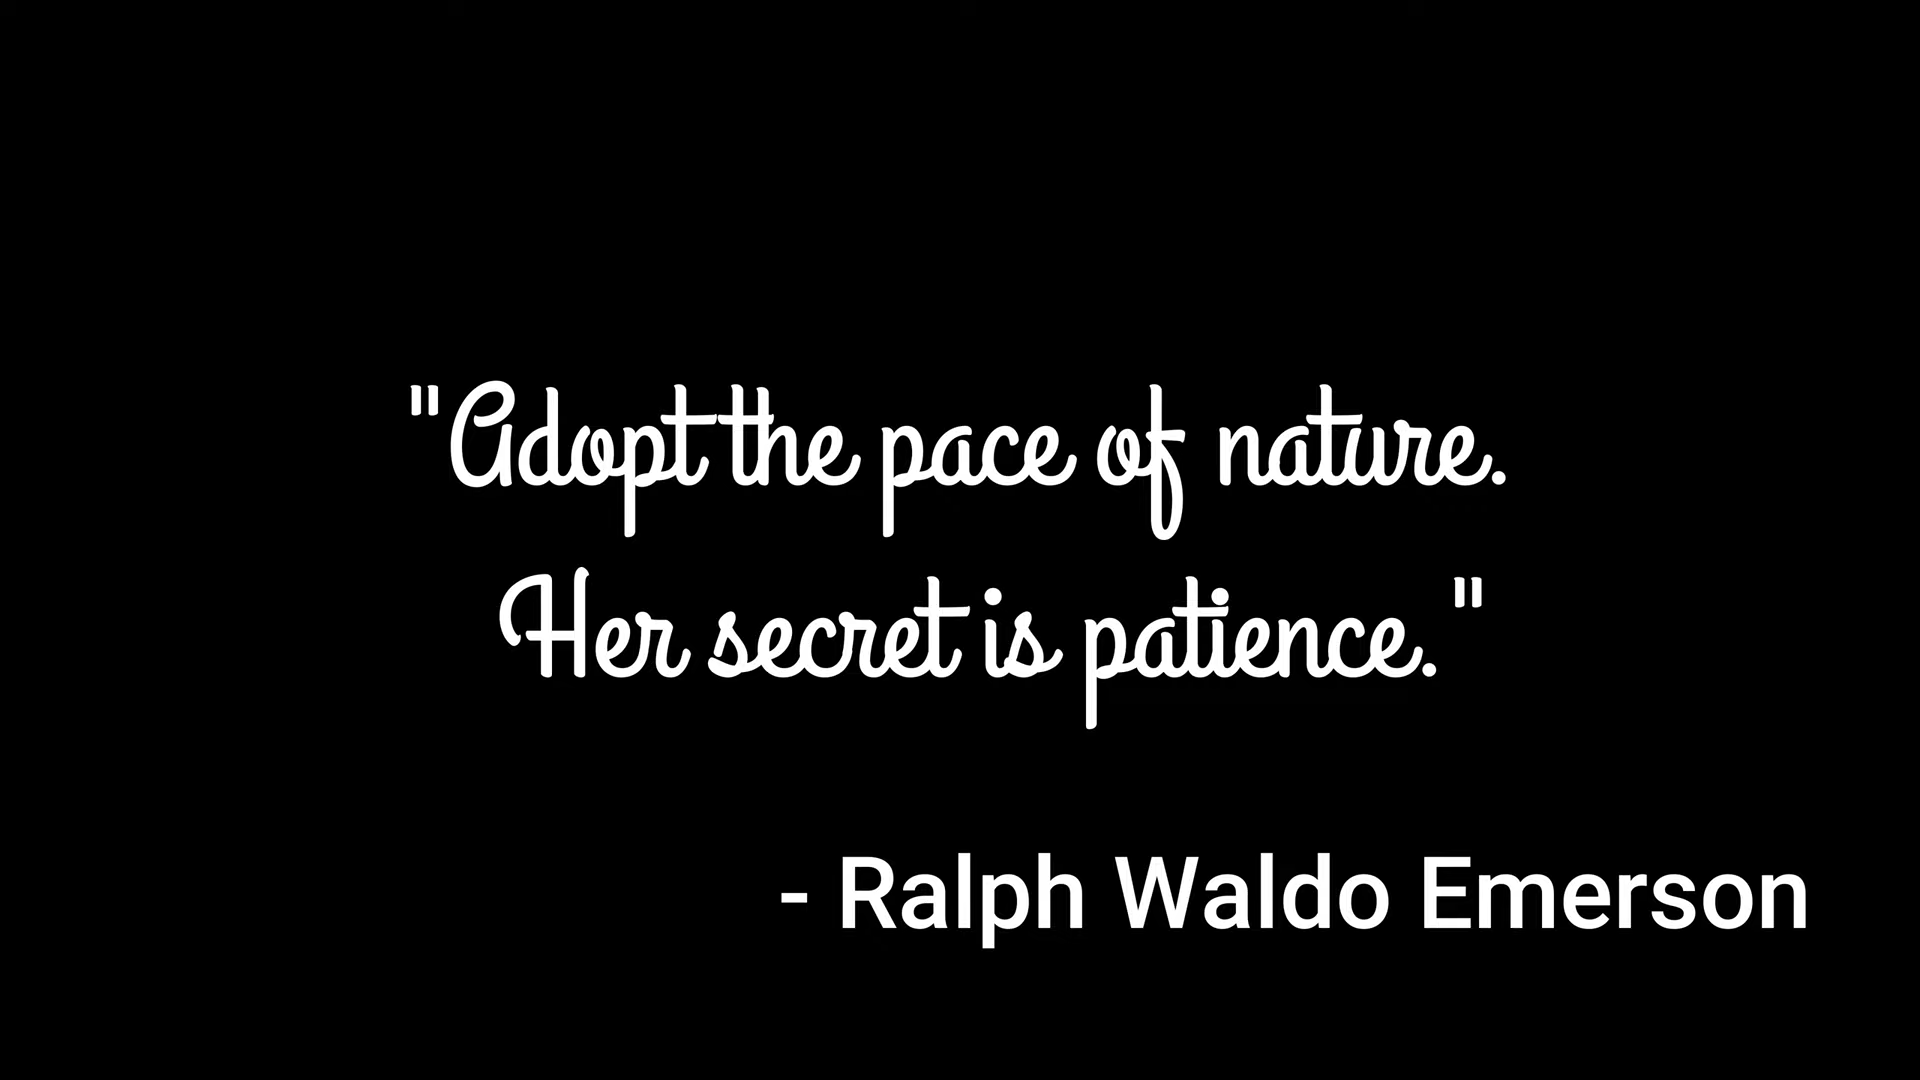 "Adopt the pace of nature.
Her secret is patience."
- Ralph Waldo Emerson